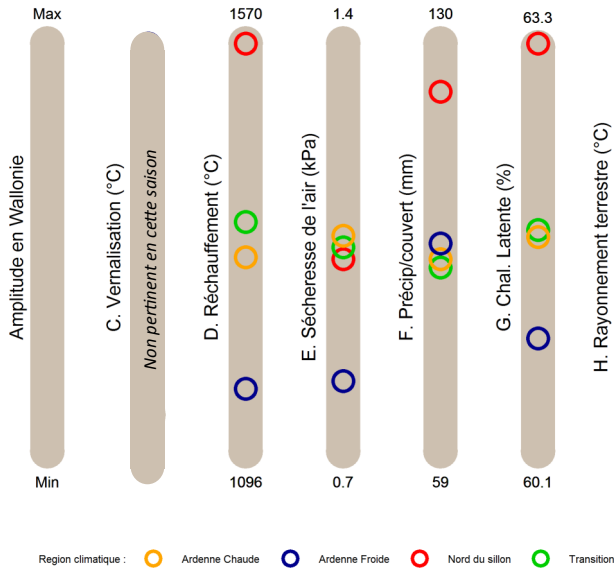 Max
1570
1.4
130
63.3
Amplitude en Wallonie
C. Vernalisation (°C)
Non pertinent en cette saison
D. Réchauffement (°C)
E. Sécheresse de l'air (kPa)
F. Précip/couvert (mm)
G. Chal. Latente (%)
H. Rayonnement terrestre (°C)
Min
1096
0.7
59
60.1
Region climatique :
Ardenne Chaude
Ardenne Froide
Nord du sillon
Transition